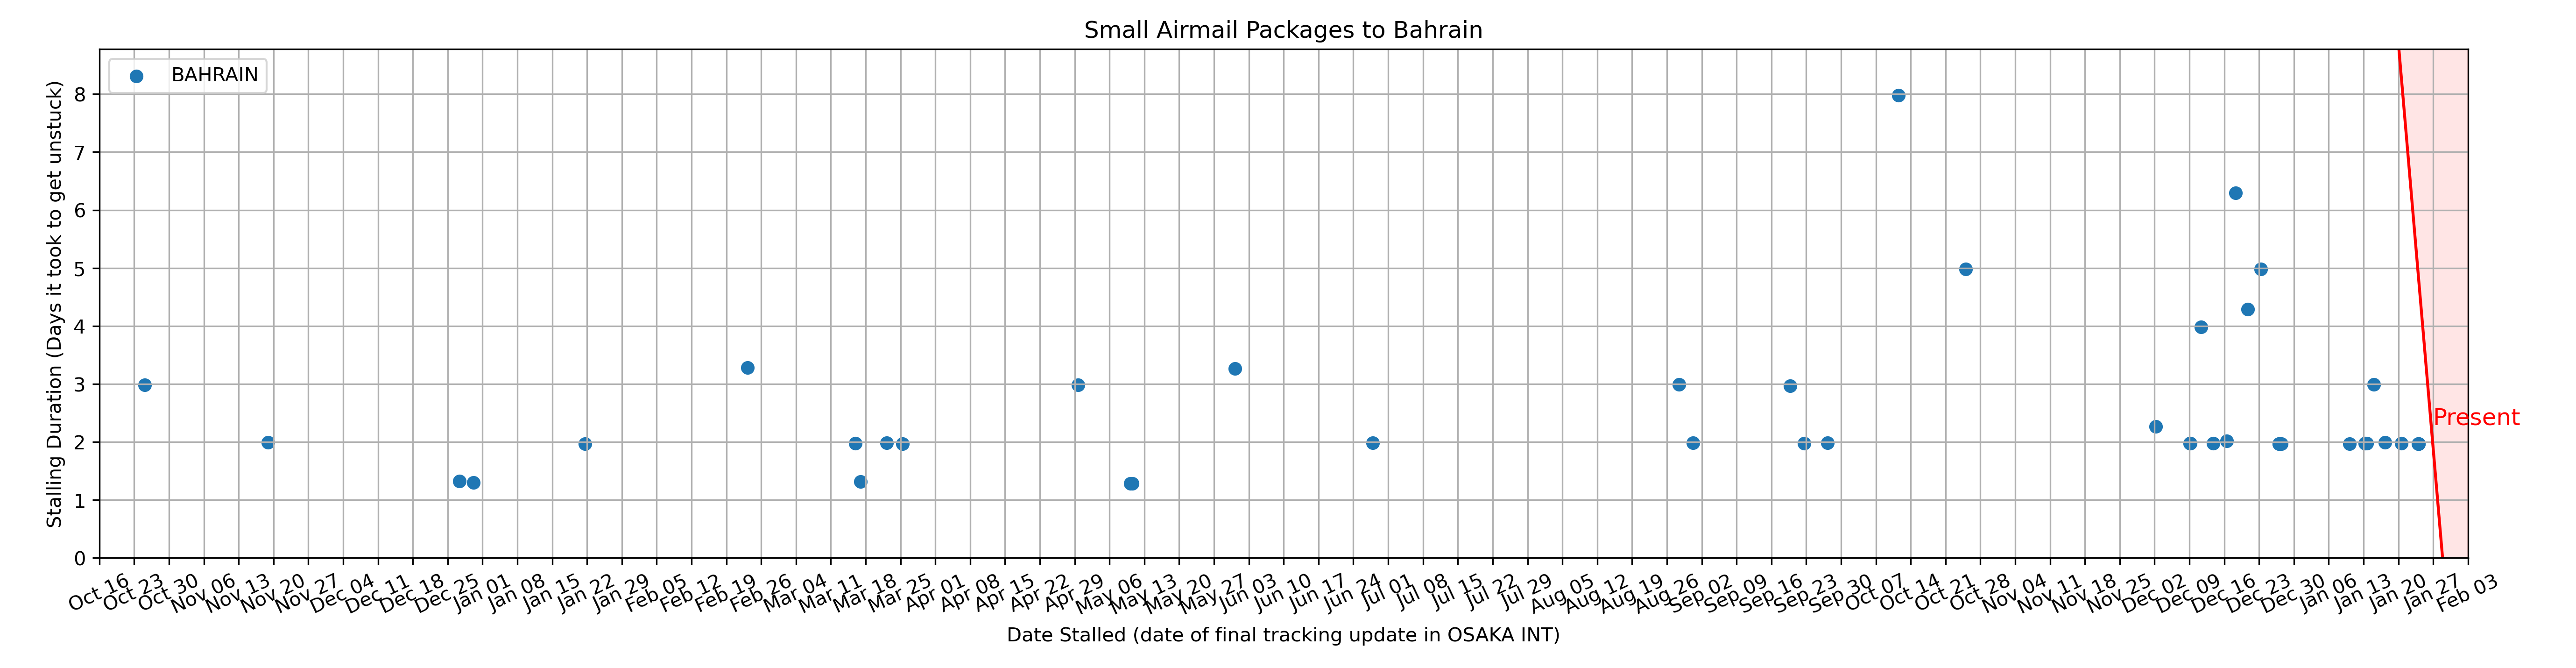 Small Airmail Packages to Bahrain
BAHRAIN
Stalling Duration (Days it took to get unstuck)
8
7
6
5
4
3
2
1
0
Present
Oct 16
Oct 23
Oct 30
Nov 06
Nov 13
Nov 20
Nov 27
Dec 04
Dec 11
Dec 18
Dec 25
Jan 01
Jan 08
Jan 15
Jan 22
Jan 29
Feb 05
Feb 12
Feb 19
Feb 26
Mar 04
Mar 11
Mar 18
Mar 25
Apr 01
Apr 08
Apr 15
Apr 22
Apr 29
May 06
May 13
May 20
May 27
Jun 03
Jun 10
Jun 17
Jun 24
Jul 01
Jul 08
Jul 15
Jul 22
Jul 29
Aug 05
Aug 12
Aug 19
Aug 26
Sep 02
Sep 09
Sep 16
Sep 23
Sep 30
Oct 07
Oct 14
Oct 21
Oct 28
Nov 04
Nov 11
Nov 18
Nov 25
Dec 02
Dec 09
Dec 16
Dec 23
Dec 30
Jan 06
Jan 13
Jan 20
Jan 27
Feb 03
Date Stalled (date of final tracking update in OSAKA INT)